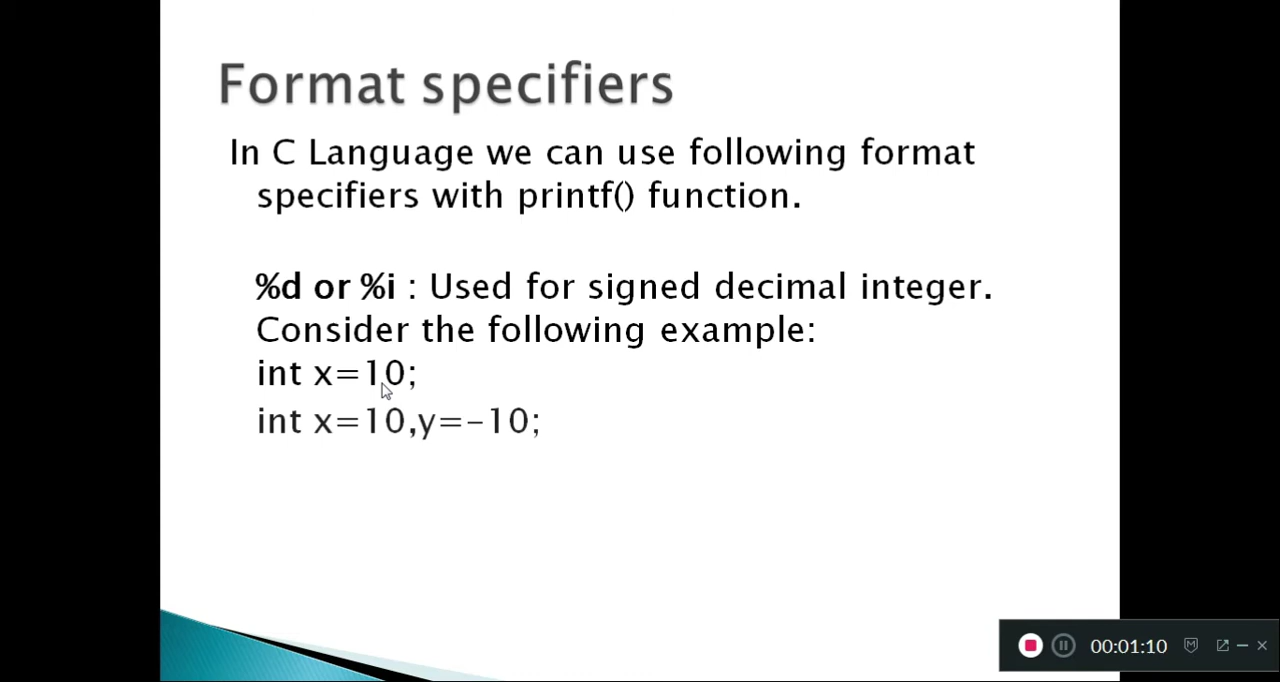 Format specifiers
In C Language we can use following format
specifiers with printf() function.
%d or %i : Used for signed decimal integer.
Consider the following example:
int x=10;
int x=10,y=-10;
00:01:10